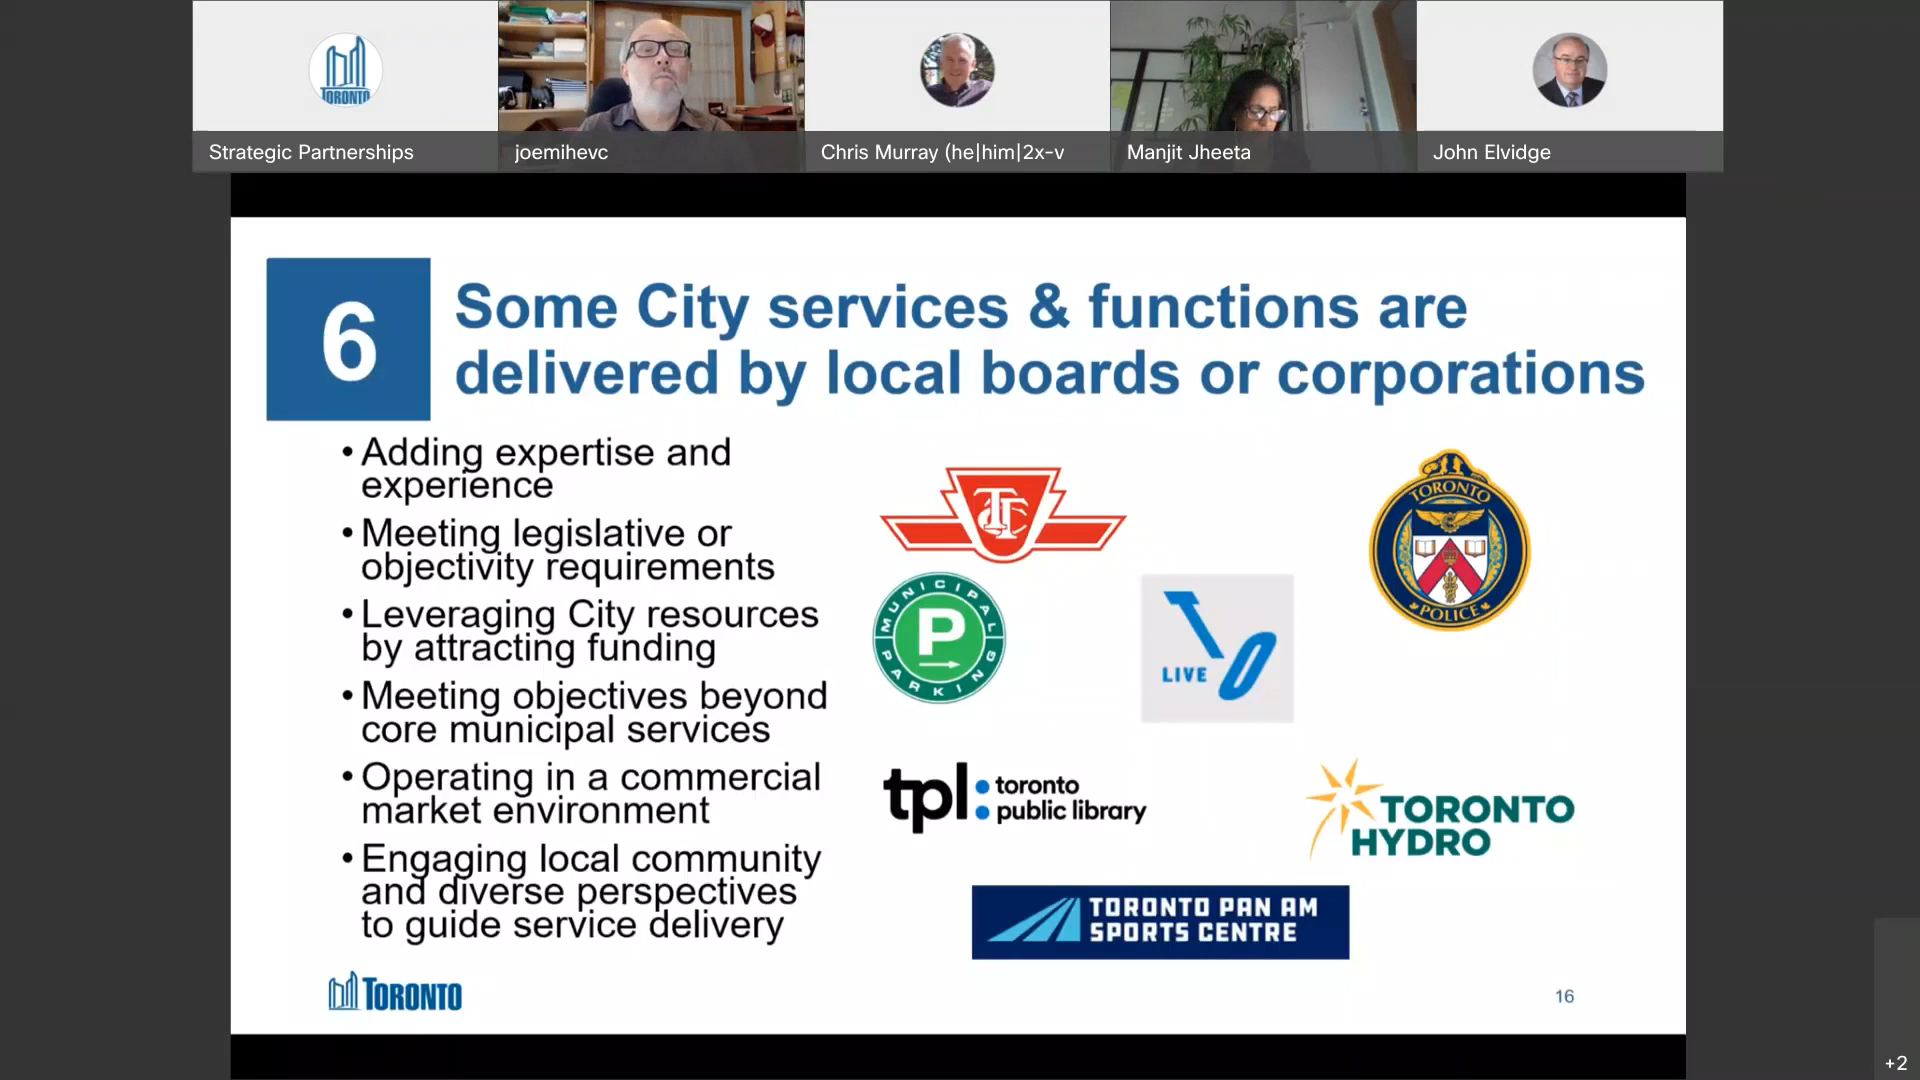 TORONTO
Strategic Partnerships
joemihevc
Chris Murray (he|him|2x-v
Manjit Jheeta
John Elvidge
6
Some City services & functions are
delivered by local boards or corporations
• Adding expertise and
experience
• Meeting legislative or
objectivity requirements
• Leveraging City resources
by attracting funding
• Meeting objectives beyond
core municipal services
• Operating in a commercial
market environment
• Engaging local community
and diverse perspectives
to guide service delivery
TTC
TORONTO
POLICE
MUNICIPAL
P
PARKING
TO
LIVE
tpl: toronto
public library
TORONTO
HYDRO
TORONTO PAN AM
SPORTS CENTRE
TORONTO
16
+2